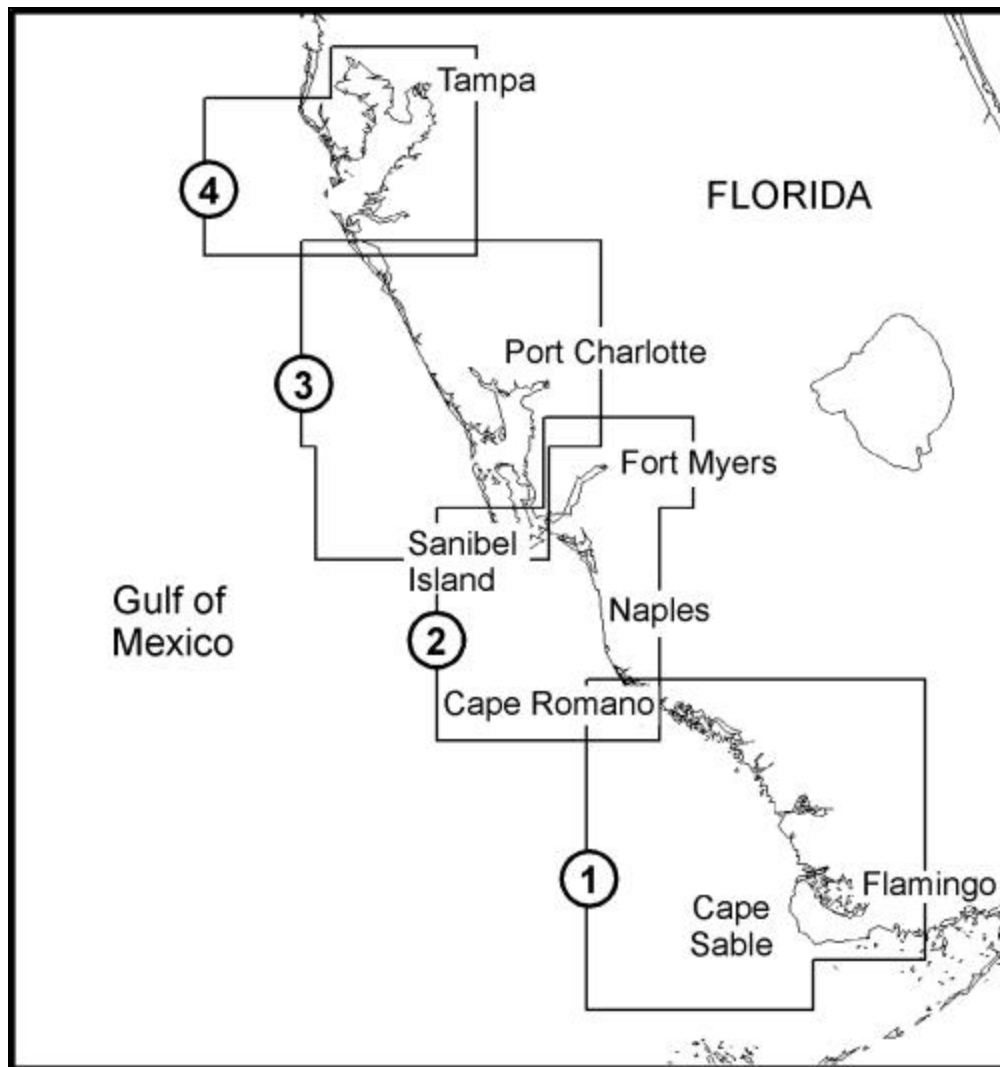 Tampa
4
FLORIDA
Port Charlotte
3
Fort Myers
Sanibel
Island
Gulf of
Mexico
Naples
2
Cape Romano
1
Flamingo
Cape
Sable